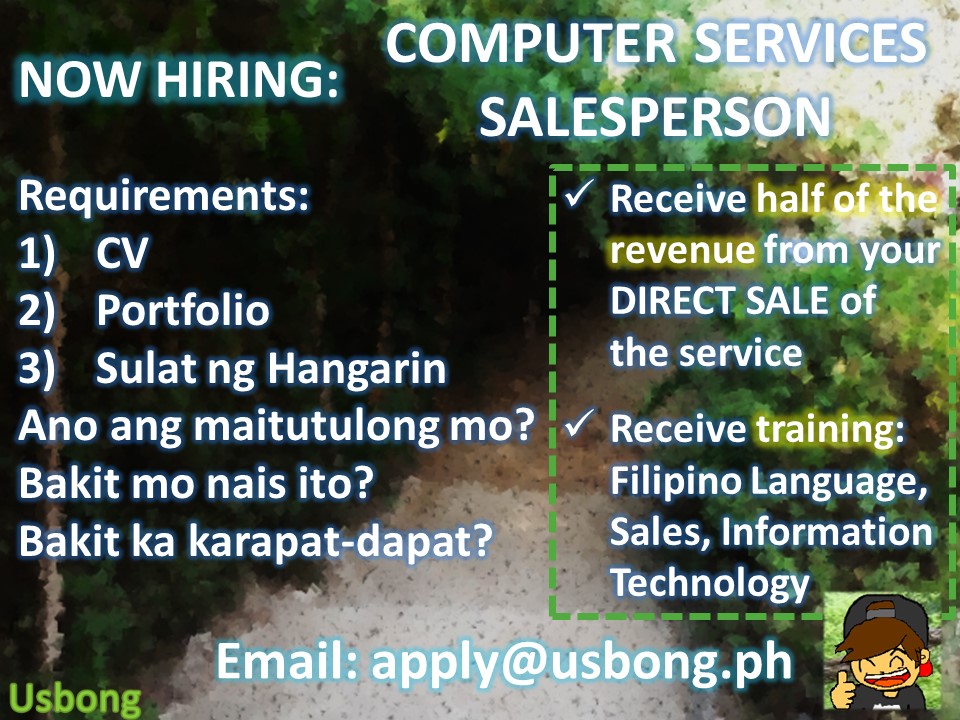 NOW HIRING:
COMPUTER SERVICES
SALESPERSON
Requirements:
1) CV
2) Portfolio
3) Sulat ng Hangarin
Ano ang maitutulong mo?
Bakit mo nais ito?
Bakit ka karapat-dapat?
✓ Receive half of the
revenue from your
DIRECT SALE of
the service
✓ Receive training:
Filipino Language,
Sales, Information
Technology
Email: apply@usbong.ph
Usbong